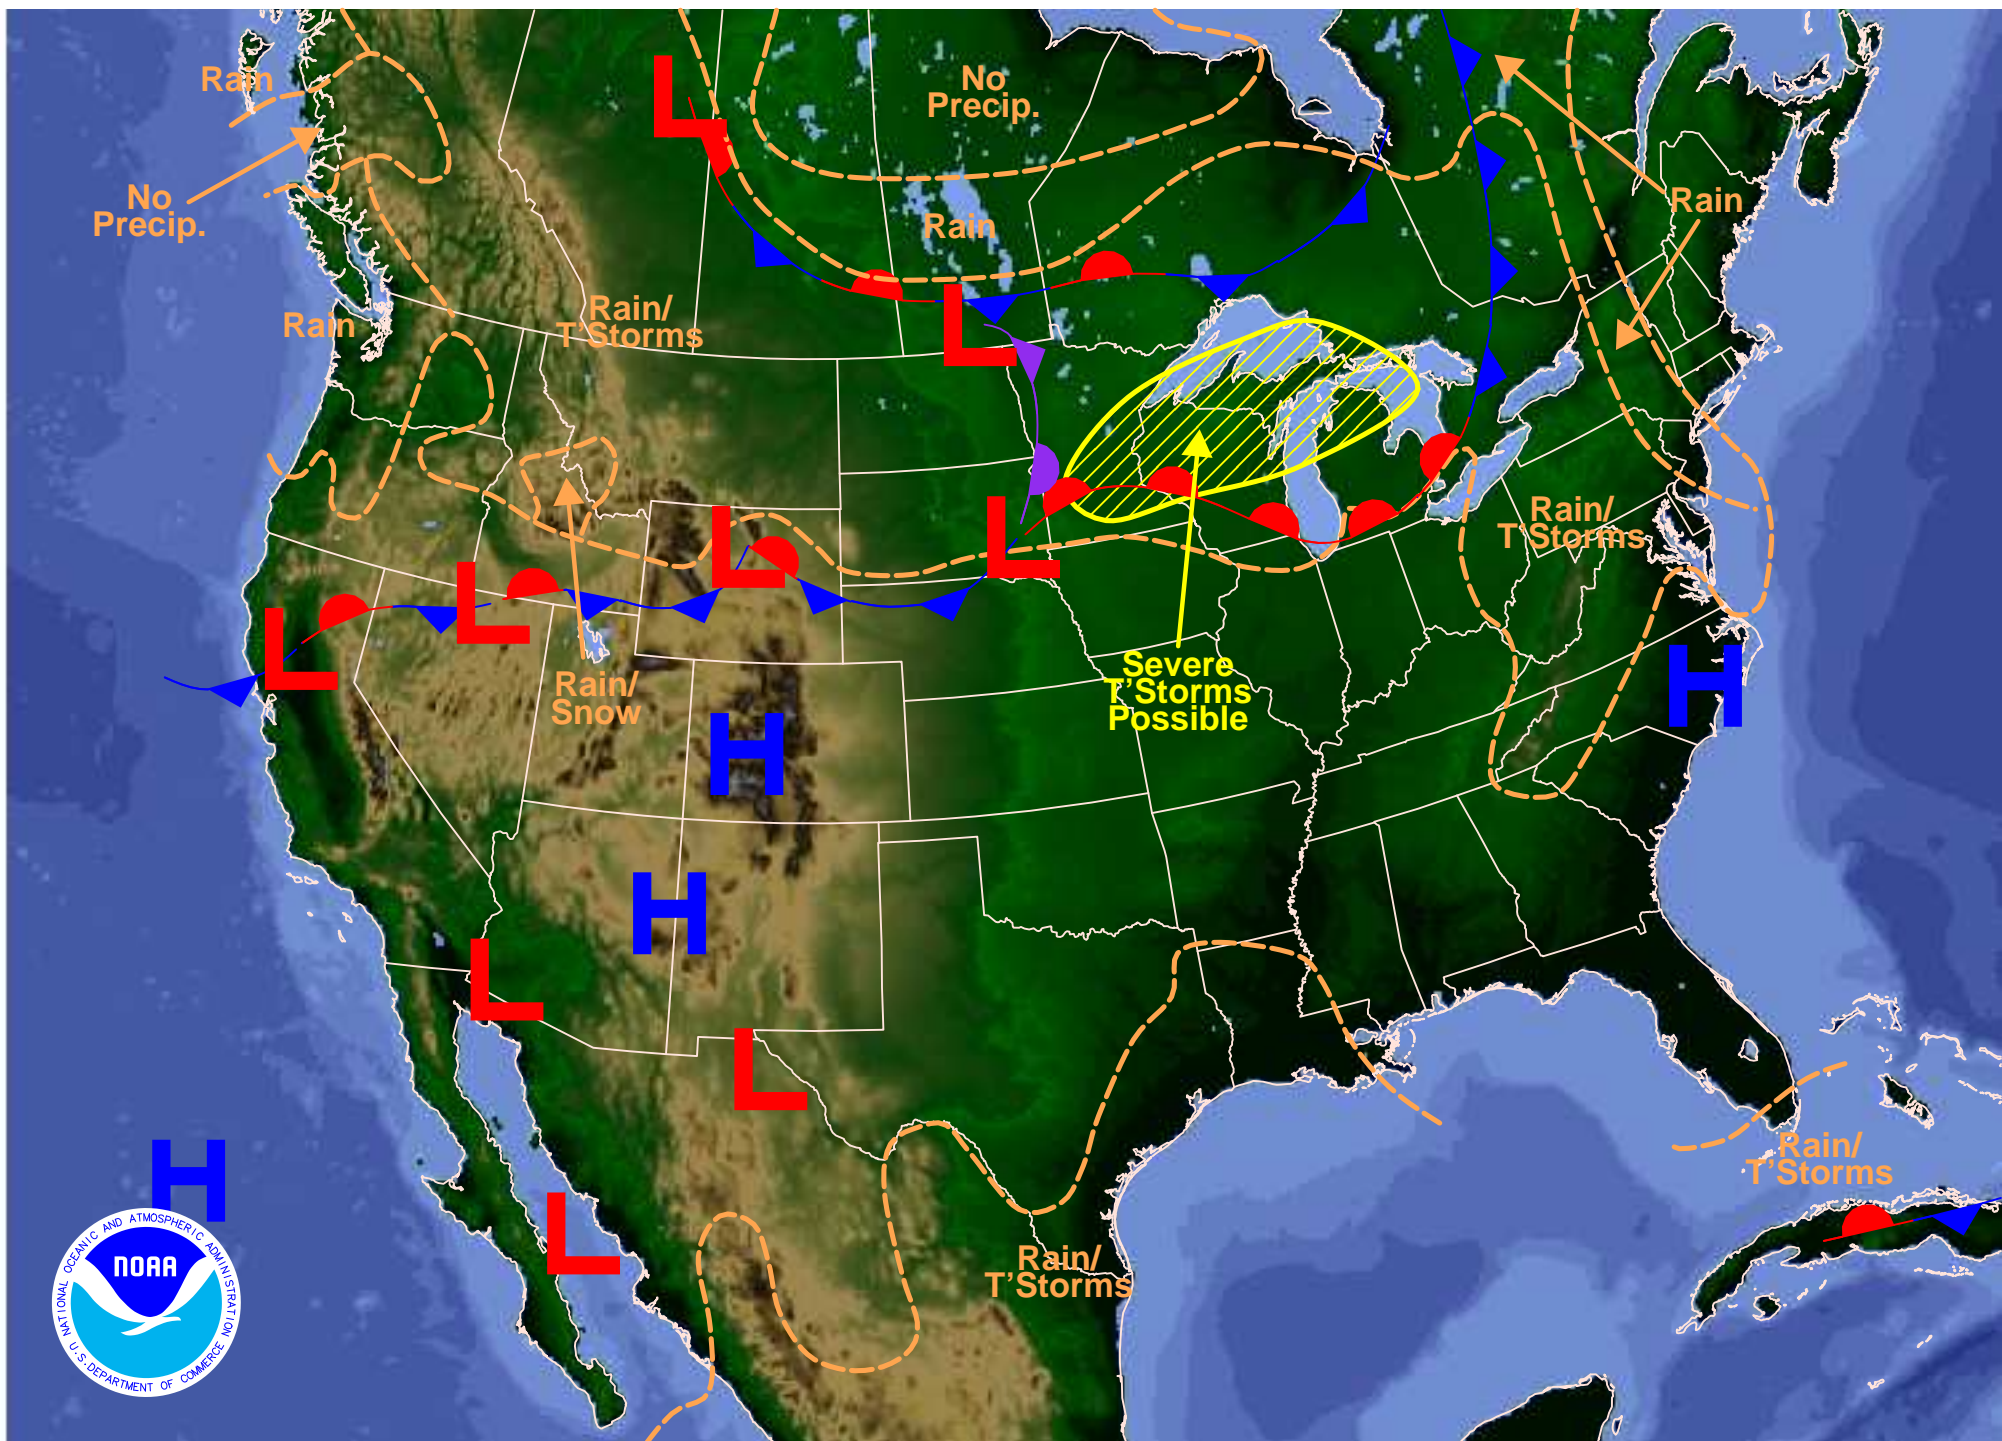 Rain
No
Precip.
No
Precip.
Rain
Rain
Rain/
T'Storms
Rain
L
L
Rain/
T'Storms
L
L
L
L
H
Rain/
Snow
Severe
T'Storms
Possible
H
H
L
L
H
L
Rain/
T'Storms
Rain/
T'Storms
NATIONAL OCEANIC AND ATMOSPHERIC ADMINISTRATION
NOAA
U.S. DEPARTMENT OF COMMERCE